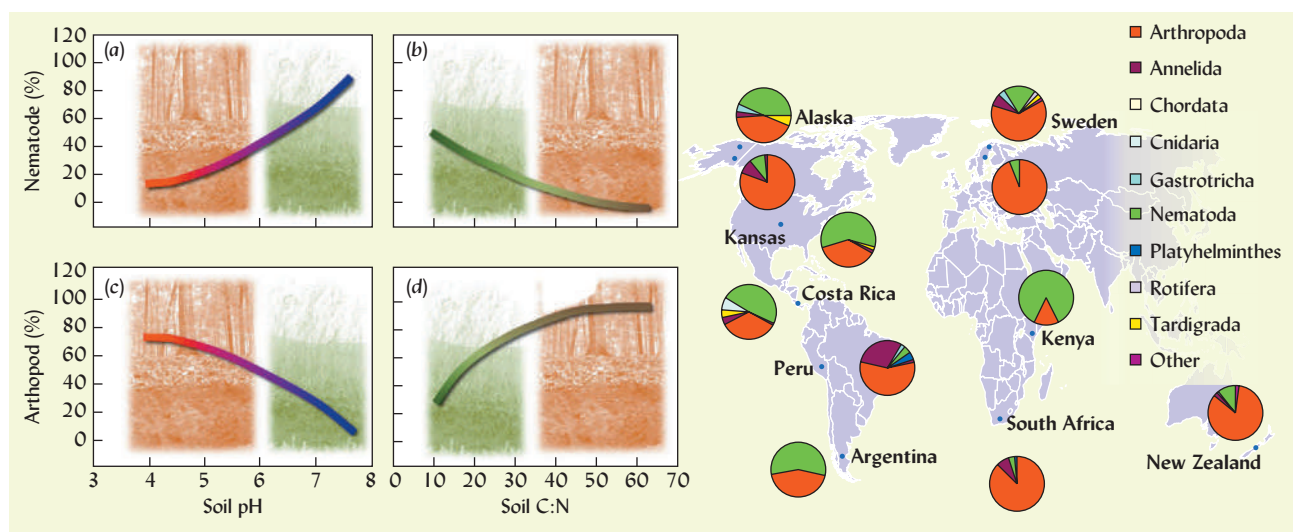 (a)
(b)
120
100
80
60
40
20
0
Nematode (%)
(c)
(d)
120
100
80
60
40
20
0
Arthopod (%)
3 4 5 6 7 8
Soil pH
0 10 20 30 40 50 60 70
Soil C:N
Alaska
Sweden
Kansas
Costa Rica
Kenya
Peru
South Africa
Argentina
New Zealand
Arthropoda
Annelida
Chordata
Cnidaria
Gastrotricha
Nematoda
Platyhelminthes
Rotifera
Tardigrada
Other